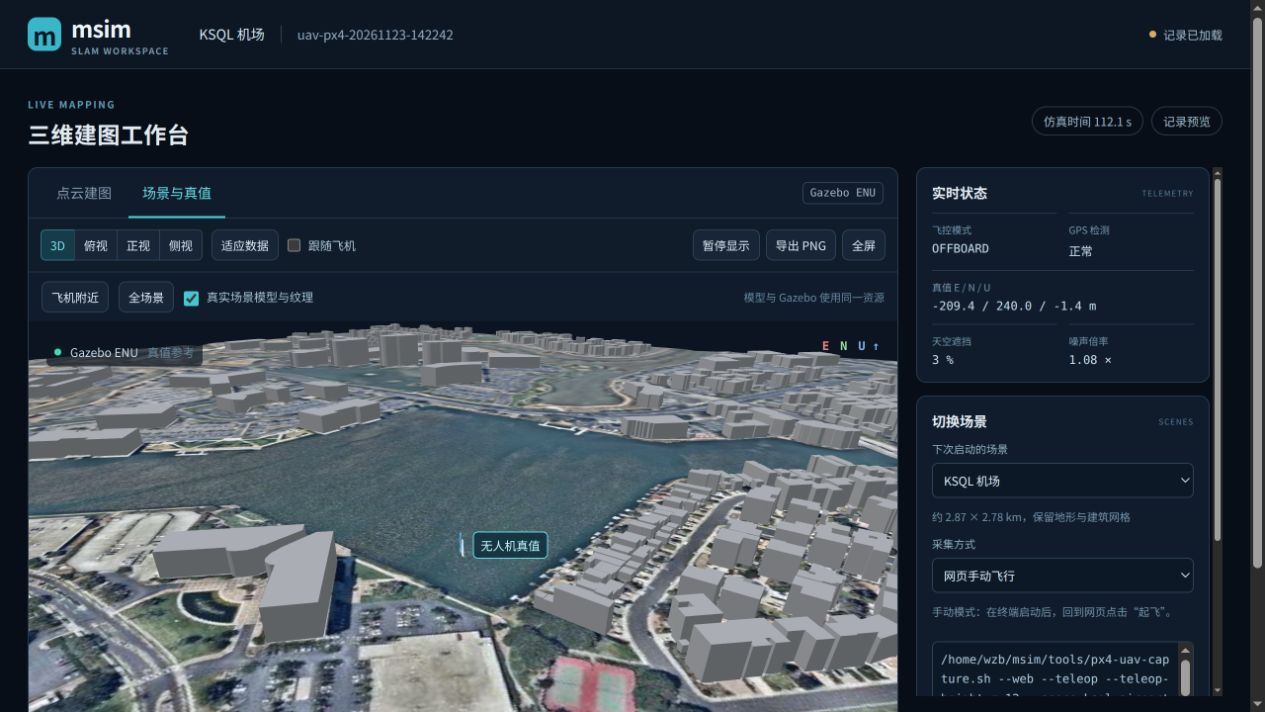 m
msim
SLAM WORKSPACE
KSQL 机场
uav-px4-20261123-142242
记录已加载
LIVE MAPPING
三维建图工作台
仿真时间 112.1 s
记录预览
点云建图
场景与真值
Gazebo ENU
3D
俯视
正视
侧视
适应数据
跟随飞机
暂停显示
导出 PNG
全屏
飞机附近
全场景
真实场景模型与纹理
模型与 Gazebo 使用同一资源
Gazebo ENU 真值参考
E N U ↑
无人机真值
实时状态
TELEMETRY
飞控模式
OFFBOARD
GPS 检测
正常
真值 E / N / U
-209.4 / 240.0 / -1.4 m
天空遮挡
3 %
噪声倍率
1.08 ×
切换场景
SCENES
下次启动的场景
KSQL 机场
约 2.87 × 2.78 km，保留地形与建筑网格
采集方式
网页手动飞行
手动模式：在终端启动后，回到网页点击“起飞”。
/home/wzb/msim/tools/px4-uav-cap
ture.sh --web --teleop --teleop-